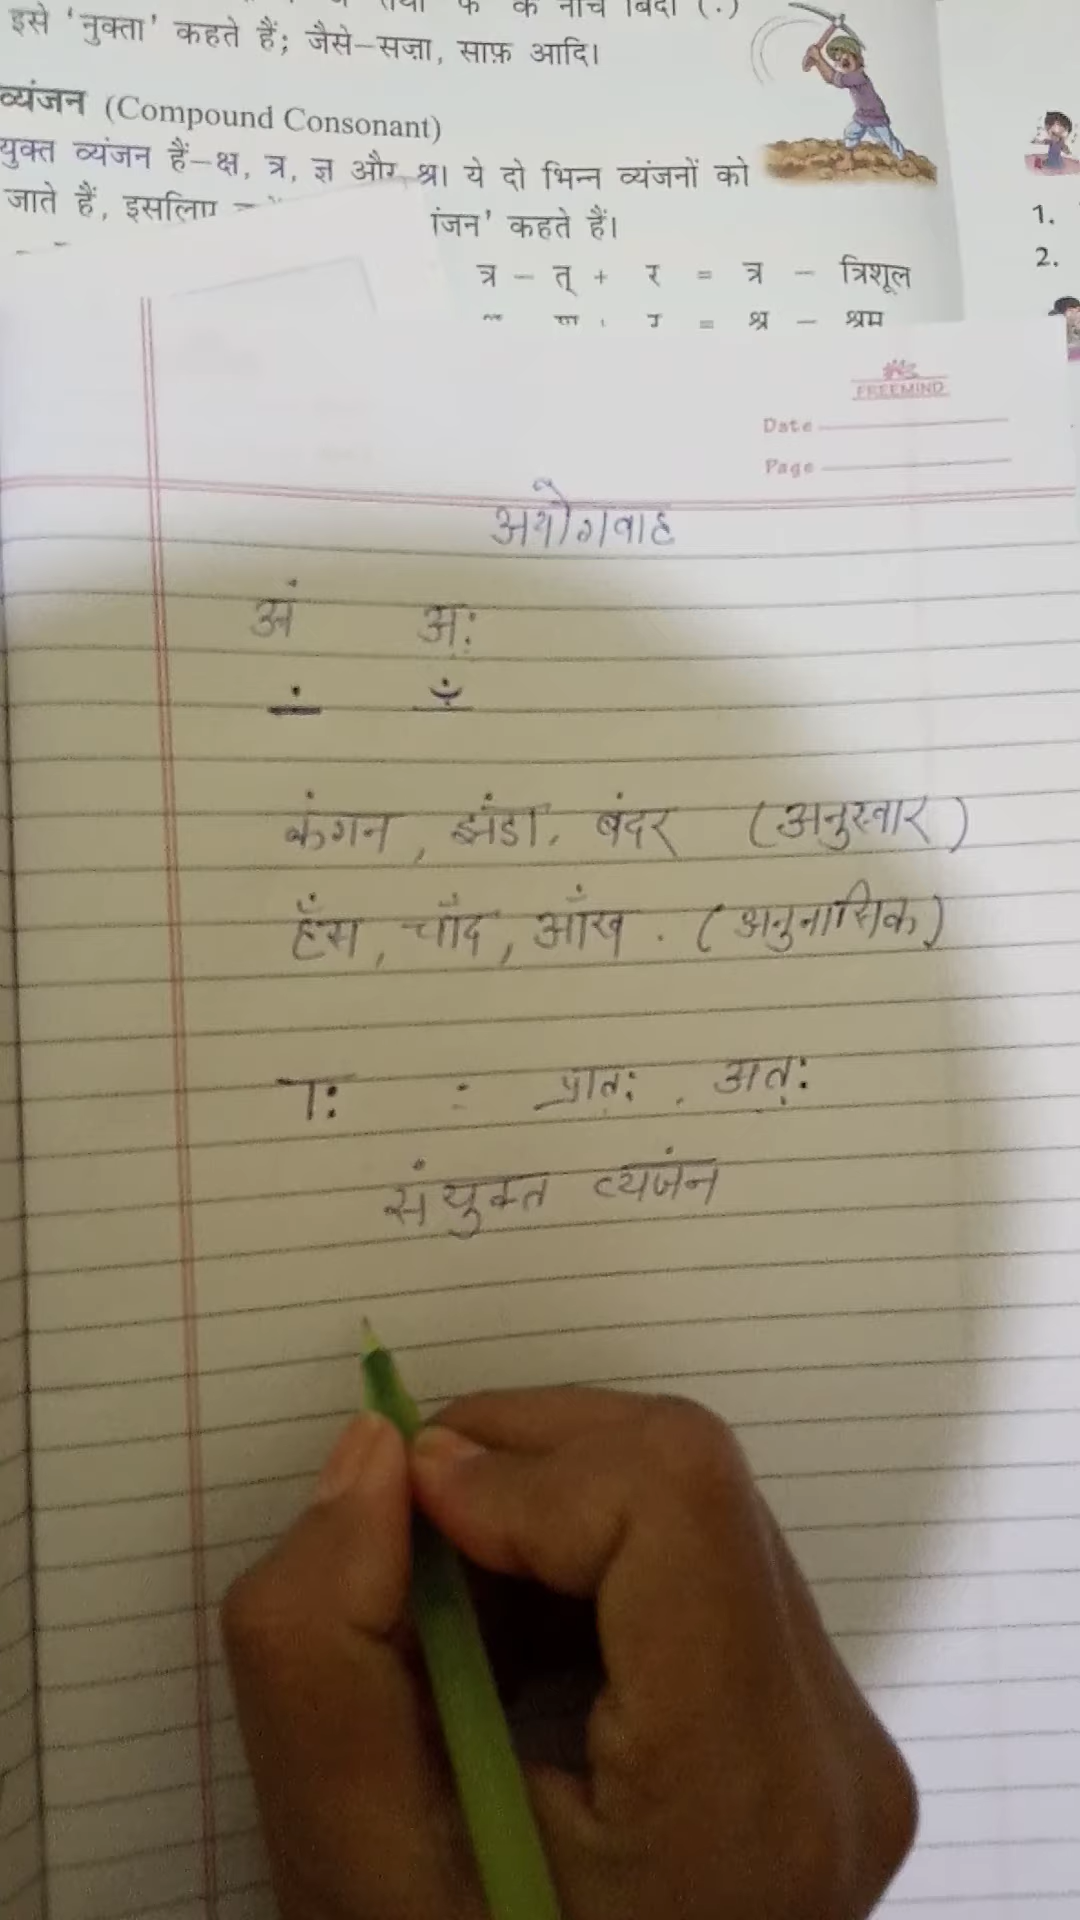 इसे 'नुक्ता' कहते हैं; जैसे–सज़ा, साफ़ आदि।
व्यंजन (Compound Consonant)
युक्त व्यंजन हैं–क्ष, त्र, ज्ञ और श्र। ये दो भिन्न व्यंजनों को
जाते हैं, इसलिए
ंजन' कहते हैं।
त्र – त् + र = त्र – त्रिशूल
= श्र – श्रम
1.
2.
FREEMIND
Date
Page
अयोगवाह
अं अः
कंगन, झंडा, बंदर (अनुस्वार)
हँस, चाँद, आँख. (अनुनासिक)
: प्रातः, अतः
संयुक्त व्यजंन